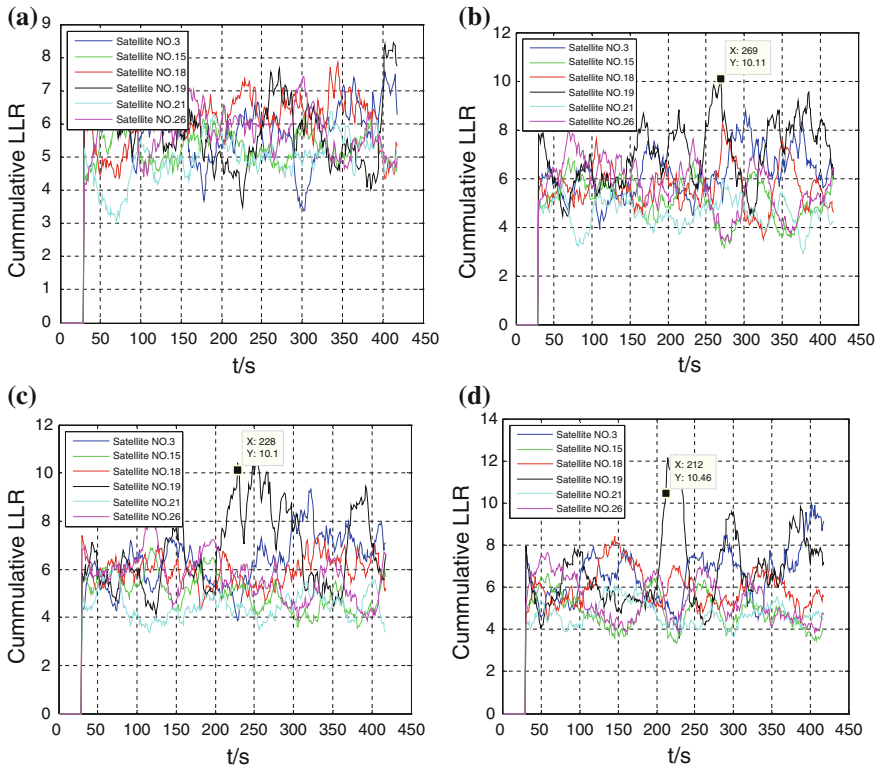 (a)
9
8
7
6
5
4
3
2
1
0
Cummulative LLR
Satellite NO.3
Satellite NO.15
Satellite NO.18
Satellite NO.19
Satellite NO.21
Satellite NO.26
0 50 100 150 200 250 300 350 400 450
t/s
(b)
12
10
8
6
4
2
0
Cummulative LLR
Satellite NO.3
Satellite NO.15
Satellite NO.18
Satellite NO.19
Satellite NO.21
Satellite NO.26
X: 269
Y: 10.11
0 50 100 150 200 250 300 350 400 450
t/s
(c)
12
10
8
6
4
2
0
Cummulative LLR
Satellite NO.3
Satellite NO.15
Satellite NO.18
Satellite NO.19
Satellite NO.21
Satellite NO.26
X: 228
Y: 10.1
0 50 100 150 200 250 300 350 400 450
t/s
(d)
14
12
10
8
6
4
2
0
Cummulative LLR
Satellite NO.3
Satellite NO.15
Satellite NO.18
Satellite NO.19
Satellite NO.21
Satellite NO.26
X: 212
Y: 10.46
0 50 100 150 200 250 300 350 400 450
t/s